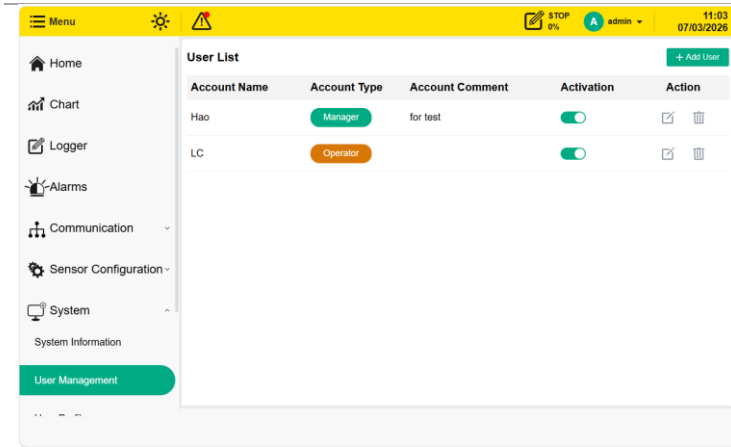 Menu
STOP
0%
A admin
11:03
07/03/2026
Home
Chart
Logger
Alarms
Communication
Sensor Configuration
System
System Information
User Management
User List
+ Add User
Account Name Account Type Account Comment Activation Action
Hao Manager for test
LC Operator